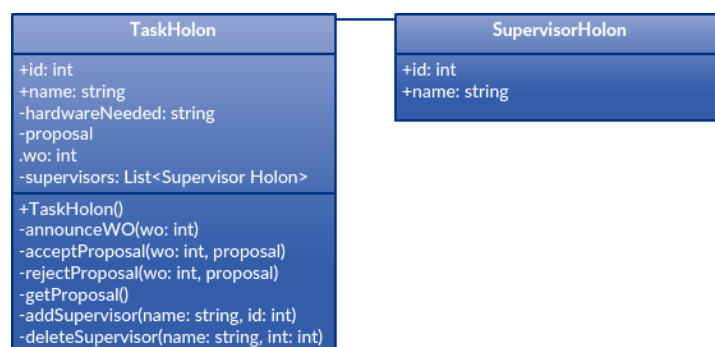 TaskHolon
+id: int
+name: string
-hardwareNeeded: string
-proposal
.wo: int
-supervisors: List<Supervisor Holon>
+TaskHolon()
-announceWO(wo: int)
-acceptProposal(wo: int, proposal)
-rejectProposal(wo: int, proposal)
-getProposal()
-addSupervisor(name: string, id: int)
-deleteSupervisor(name: string, int: int)
SupervisorHolon
+id: int
+name: string